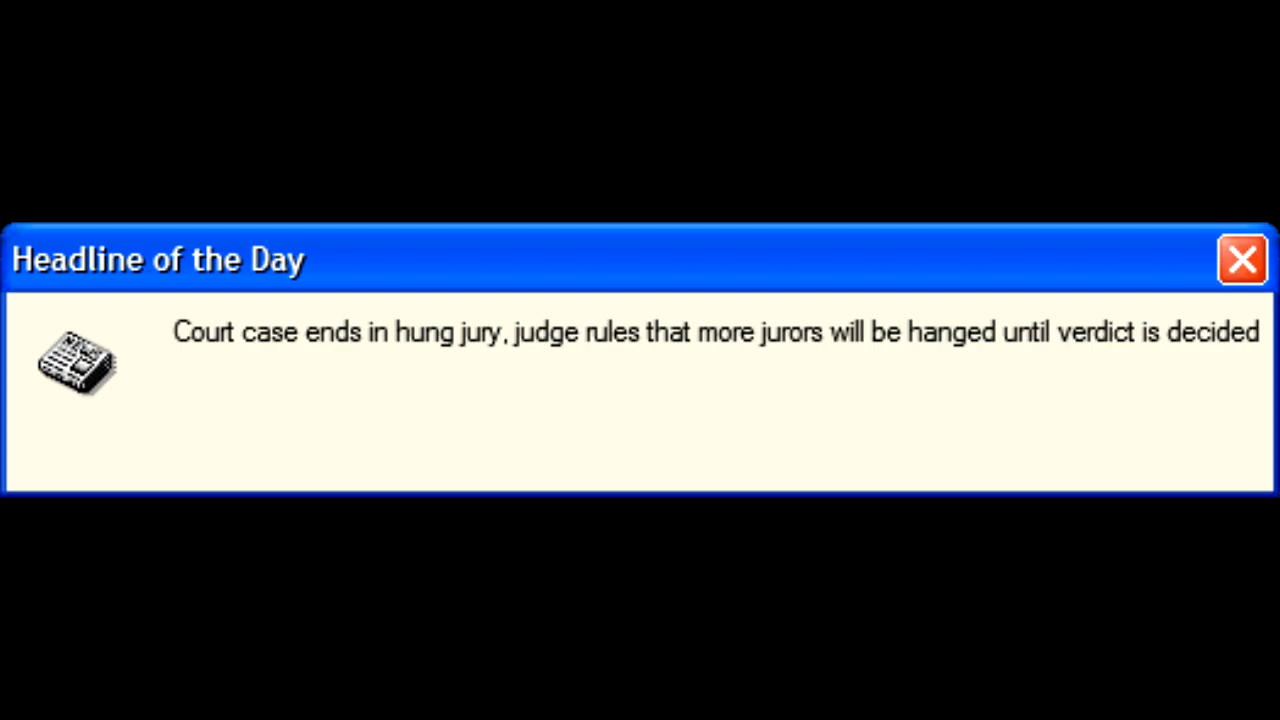 Headline of the Day
Court case ends in hung jury, judge rules that more jurors will be hanged until verdict is decided